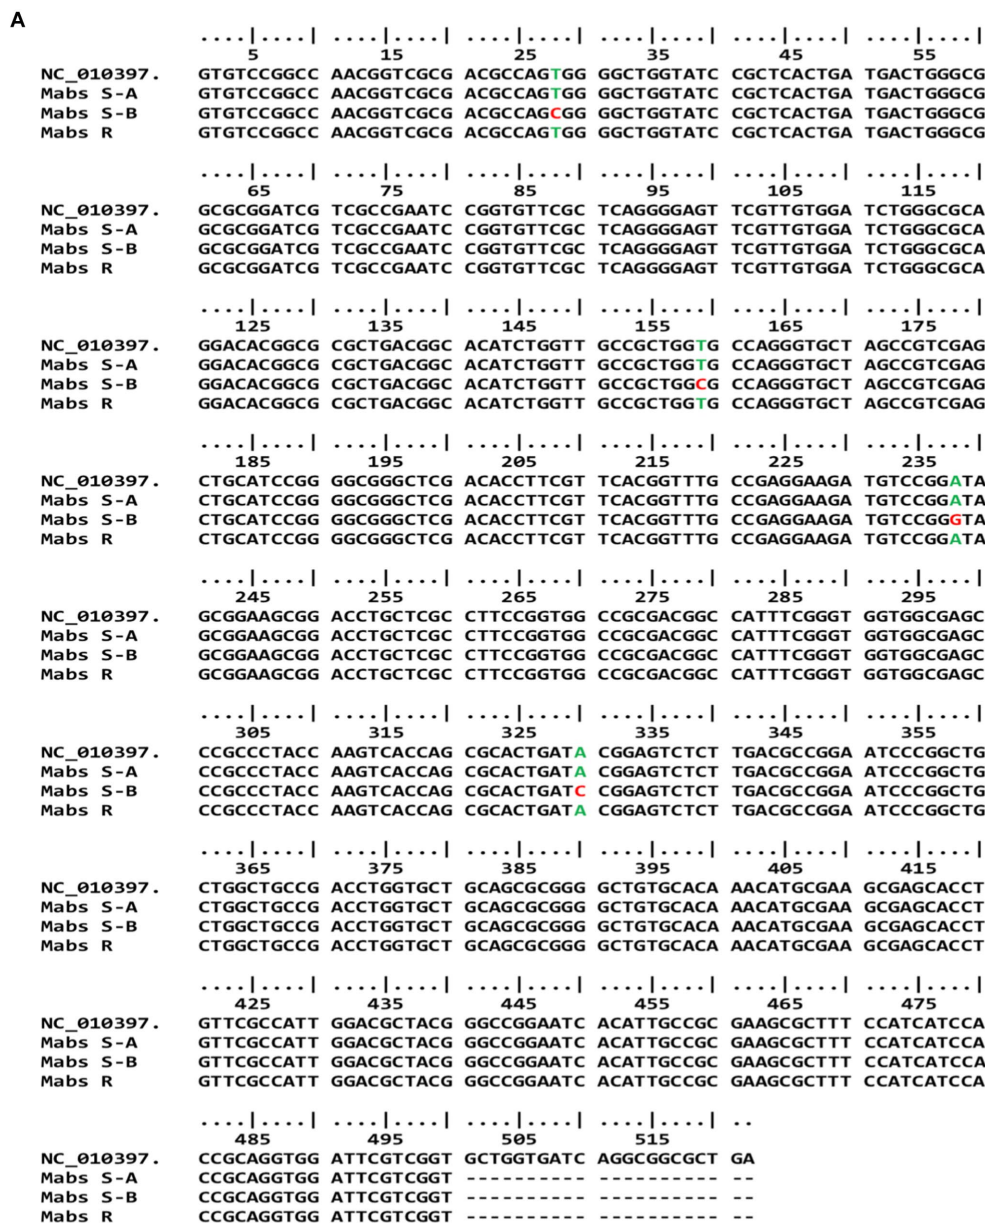 A
....|....| ....|....| ....|....| ....|....| ....|....| ....|....|
5 15 25 35 45 55
NC_010397. GTGTCCGGCC AACGGTCGCG ACGCCAGTGG GGCTGGTATC CGCTCACTGA TGACTGGGCG
Mabs S-A GTGTCCGGCC AACGGTCGCG ACGCCAGTGG GGCTGGTATC CGCTCACTGA TGACTGGGCG
Mabs S-B GTGTCCGGCC AACGGTCGCG ACGCCAGCGG GGCTGGTATC CGCTCACTGA TGACTGGGCG
Mabs R GTGTCCGGCC AACGGTCGCG ACGCCAGTGG GGCTGGTATC CGCTCACTGA TGACTGGGCG
....|....| ....|....| ....|....| ....|....| ....|....| ....|....|
65 75 85 95 105 115
NC_010397. GCGCGGATCG TCGCCGAATC CGGTGTTCGC TCAGGGGAGT TCGTTGTGGA TCTGGGCGCA
Mabs S-A GCGCGGATCG TCGCCGAATC CGGTGTTCGC TCAGGGGAGT TCGTTGTGGA TCTGGGCGCA
Mabs S-B GCGCGGATCG TCGCCGAATC CGGTGTTCGC TCAGGGGAGT TCGTTGTGGA TCTGGGCGCA
Mabs R GCGCGGATCG TCGCCGAATC CGGTGTTCGC TCAGGGGAGT TCGTTGTGGA TCTGGGCGCA
....|....| ....|....| ....|....| ....|....| ....|....| ....|....|
125 135 145 155 165 175
NC_010397. GGACACGGCG CGCTGACGGC ACATCTGGTT GCCGCTGGTG CCAGGGTGCT AGCCGTCGAG
Mabs S-A GGACACGGCG CGCTGACGGC ACATCTGGTT GCCGCTGGTG CCAGGGTGCT AGCCGTCGAG
Mabs S-B GGACACGGCG CGCTGACGGC ACATCTGGTT GCCGCTGGCG CCAGGGTGCT AGCCGTCGAG
Mabs R GGACACGGCG CGCTGACGGC ACATCTGGTT GCCGCTGGTG CCAGGGTGCT AGCCGTCGAG
....|....| ....|....| ....|....| ....|....| ....|....| ....|....|
185 195 205 215 225 235
NC_010397. CTGCATCCGG GGCGGGCTCG ACACCTTCGT TCACGGTTTG CCGAGGAAGA TGTCCGGATA
Mabs S-A CTGCATCCGG GGCGGGCTCG ACACCTTCGT TCACGGTTTG CCGAGGAAGA TGTCCGGATA
Mabs S-B CTGCATCCGG GGCGGGCTCG ACACCTTCGT TCACGGTTTG CCGAGGAAGA TGTCCGGGTA
Mabs R CTGCATCCGG GGCGGGCTCG ACACCTTCGT TCACGGTTTG CCGAGGAAGA TGTCCGGATA
....|....| ....|....| ....|....| ....|....| ....|....| ....|....|
245 255 265 275 285 295
NC_010397. GCGGAAGCGG ACCTGCTCGC CTTCCGGTGG CCGCGACGGC CATTTCGGGT GGTGGCGAGC
Mabs S-A GCGGAAGCGG ACCTGCTCGC CTTCCGGTGG CCGCGACGGC CATTTCGGGT GGTGGCGAGC
Mabs S-B GCGGAAGCGG ACCTGCTCGC CTTCCGGTGG CCGCGACGGC CATTTCGGGT GGTGGCGAGC
Mabs R GCGGAAGCGG ACCTGCTCGC CTTCCGGTGG CCGCGACGGC CATTTCGGGT GGTGGCGAGC
....|....| ....|....| ....|....| ....|....| ....|....| ....|....|
305 315 325 335 345 355
NC_010397. CCGCCCTACC AAGTCACCAG CGCACTGATA CGGAGTCTCT TGACGCCGGA ATCCCGGCTG
Mabs S-A CCGCCCTACC AAGTCACCAG CGCACTGATA CGGAGTCTCT TGACGCCGGA ATCCCGGCTG
Mabs S-B CCGCCCTACC AAGTCACCAG CGCACTGATC CGGAGTCTCT TGACGCCGGA ATCCCGGCTG
Mabs R CCGCCCTACC AAGTCACCAG CGCACTGATA CGGAGTCTCT TGACGCCGGA ATCCCGGCTG
....|....| ....|....| ....|....| ....|....| ....|....| ....|....|
365 375 385 395 405 415
NC_010397. CTGGCTGCCG ACCTGGTGCT GCAGCGCGGG GCTGTGCACA AACATGCGAA GCGAGCACCT
Mabs S-A CTGGCTGCCG ACCTGGTGCT GCAGCGCGGG GCTGTGCACA AACATGCGAA GCGAGCACCT
Mabs S-B CTGGCTGCCG ACCTGGTGCT GCAGCGCGGG GCTGTGCACA AACATGCGAA GCGAGCACCT
Mabs R CTGGCTGCCG ACCTGGTGCT GCAGCGCGGG GCTGTGCACA AACATGCGAA GCGAGCACCT
....|....| ....|....| ....|....| ....|....| ....|....| ....|....|
425 435 445 455 465 475
NC_010397. GTTCGCCATT GGACGCTACG GGCCGGAATC ACATTGCCGC GAAGCGCTTT CCATCATCCA
Mabs S-A GTTCGCCATT GGACGCTACG GGCCGGAATC ACATTGCCGC GAAGCGCTTT CCATCATCCA
Mabs S-B GTTCGCCATT GGACGCTACG GGCCGGAATC ACATTGCCGC GAAGCGCTTT CCATCATCCA
Mabs R GTTCGCCATT GGACGCTACG GGCCGGAATC ACATTGCCGC GAAGCGCTTT CCATCATCCA
....|....| ....|....| ....|....| ....|....| ..
485 495 505 515
NC_010397. CCGCAGGTGG ATTCGTCGGT GCTGGTGATC AGGCGGCGCT GA
Mabs S-A CCGCAGGTGG ATTCGTCGGT ---------- ---------- --
Mabs S-B CCGCAGGTGG ATTCGTCGGT ---------- ---------- --
Mabs R CCGCAGGTGG ATTCGTCGGT ---------- ---------- --